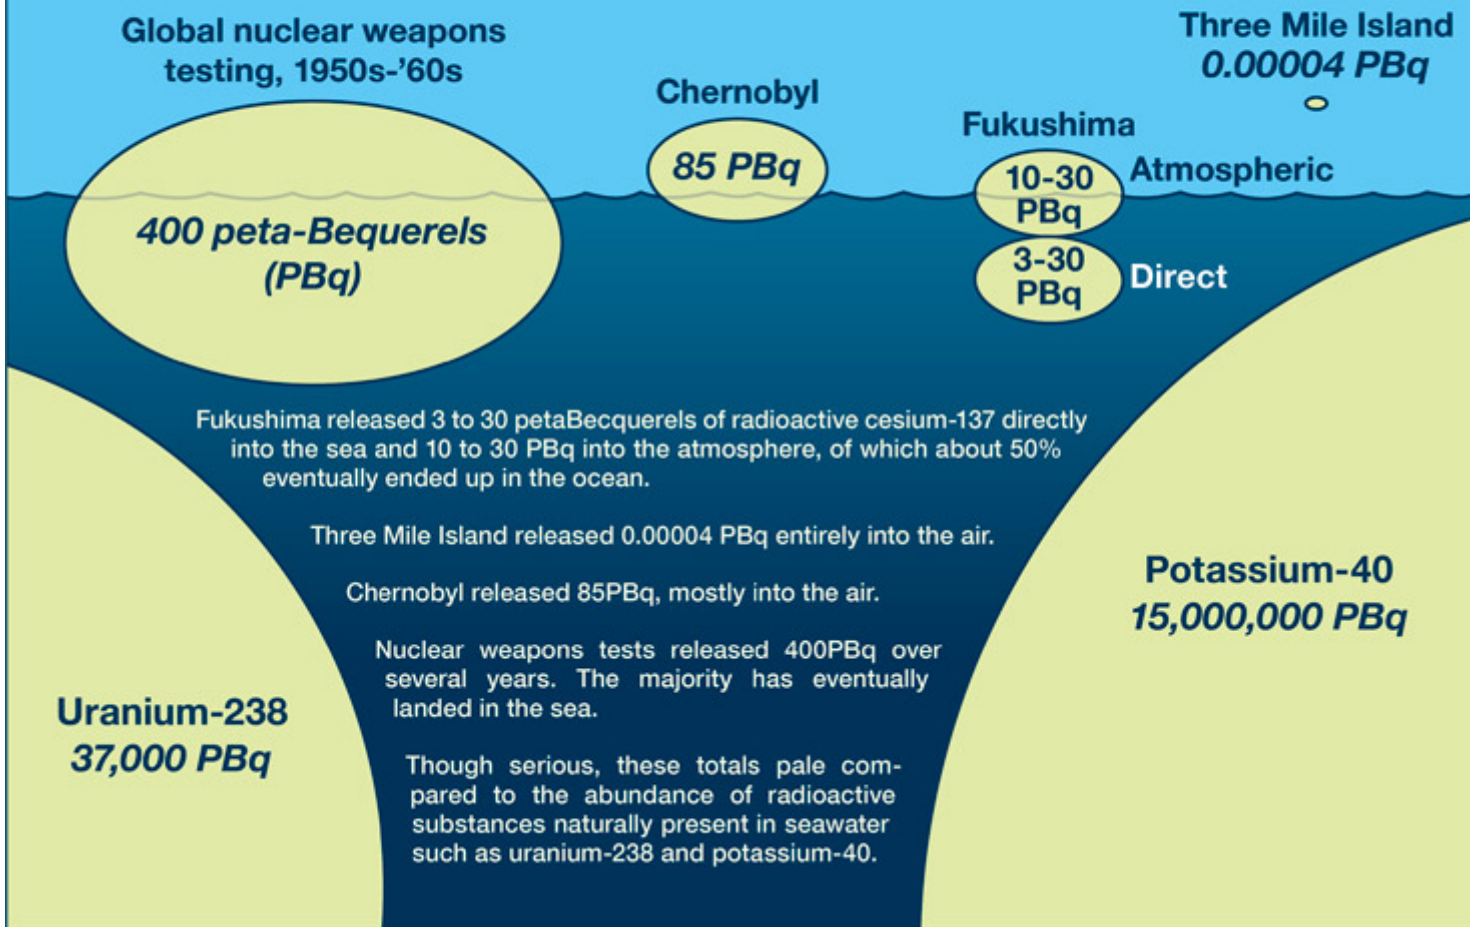 Global nuclear weapons
testing, 1950s-’60s
400 peta-Bequerels
(PBq)
Chernobyl
85 PBq
Fukushima
10-30
PBq
Atmospheric
3-30
PBq
Direct
Three Mile Island
0.00004 PBq
Fukushima released 3 to 30 petaBecquerels of radioactive cesium-137 directly
into the sea and 10 to 30 PBq into the atmosphere, of which about 50%
eventually ended up in the ocean.
Three Mile Island released 0.00004 PBq entirely into the air.
Chernobyl released 85PBq, mostly into the air.
Nuclear weapons tests released 400PBq over
several years. The majority has eventually
landed in the sea.
Though serious, these totals pale com-
pared to the abundance of radioactive
substances naturally present in seawater
such as uranium-238 and potassium-40.
Uranium-238
37,000 PBq
Potassium-40
15,000,000 PBq